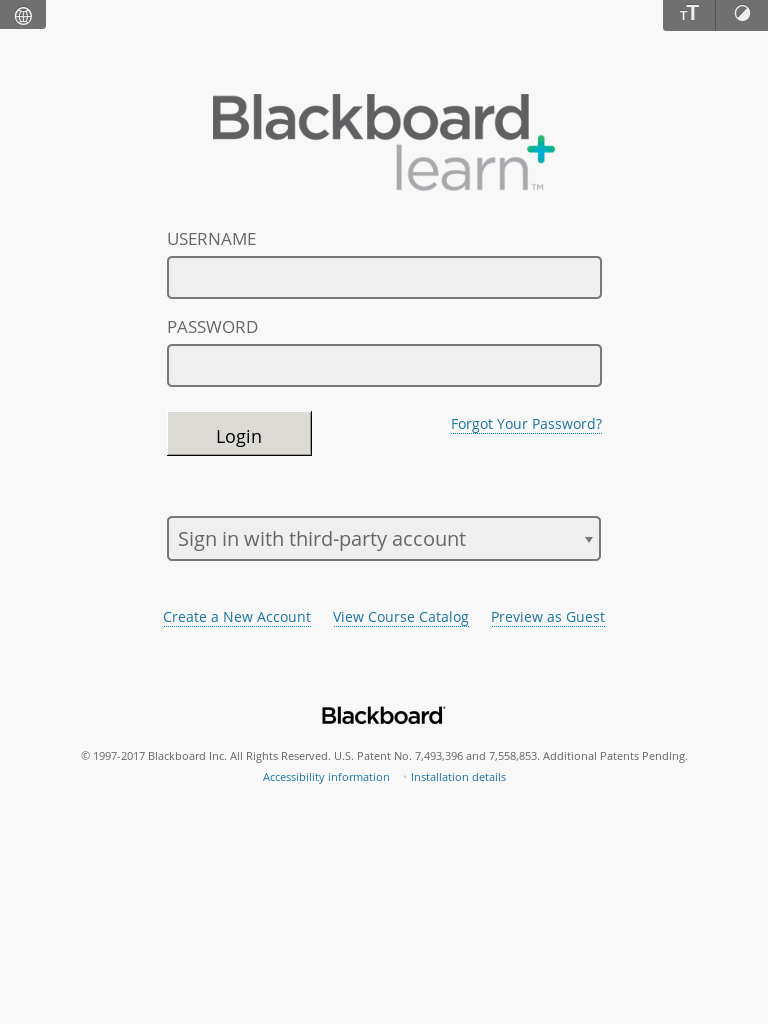 TT
Blackboard
learn+™
USERNAME
PASSWORD
Login
Forgot Your Password?
Sign in with third-party account
Create a New Account View Course Catalog Preview as Guest
Blackboard
© 1997-2017 Blackboard Inc. All Rights Reserved. U.S. Patent No. 7,493,396 and 7,558,853. Additional Patents Pending.
Accessibility information • Installation details